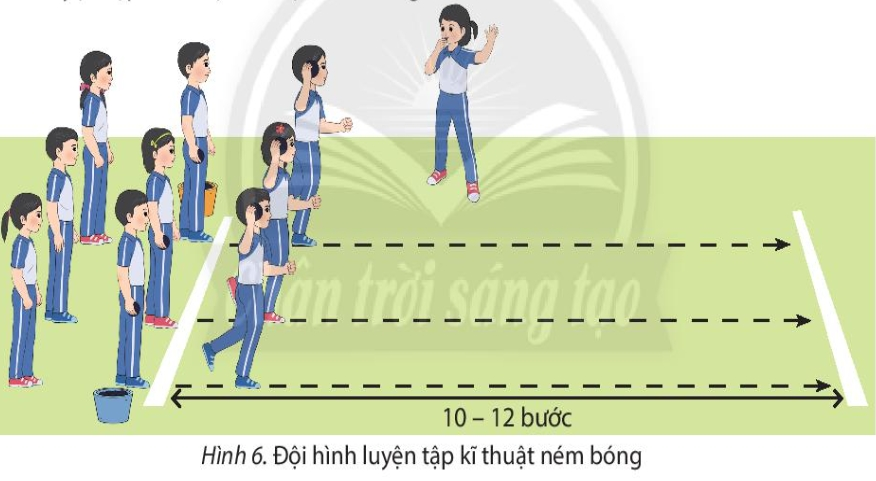 Chân trời sáng tạo
10 – 12 bước
Hình 6. Đội hình luyện tập kĩ thuật ném bóng